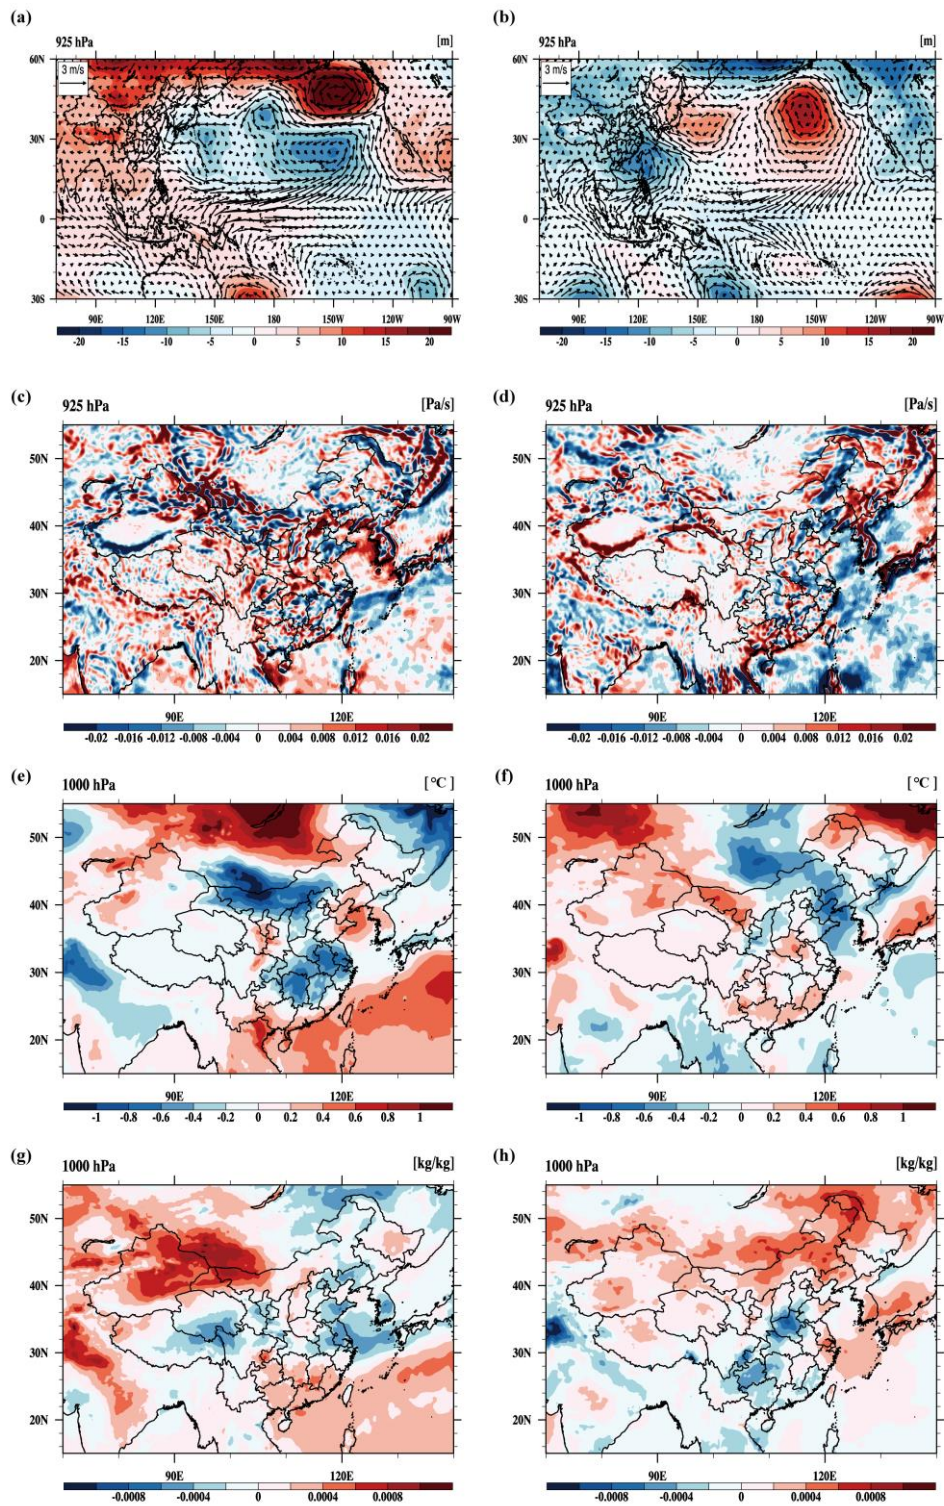 (a) (b)
925 hPa [m] 925 hPa [m]
60N 60N
3 m/s 3 m/s
30N 30N
0 0
30S 30S
90E 120E 150E 180 150W 120W 90W 90E 120E 150E 180 150W 120W 90W
-20 -15 -10 -5 0 5 10 15 20 -20 -15 -10 -5 0 5 10 15 20
(c) (d)
925 hPa [Pa/s] 925 hPa [Pa/s]
50N 50N
40N 40N
30N 30N
20N 20N
90E 120E 90E 120E
-0.02 -0.016 -0.012 -0.008 -0.004 0 0.004 0.008 0.012 0.016 0.02 -0.02 -0.016 -0.012 -0.008 -0.004 0 0.004 0.008 0.012 0.016 0.02
(e) (f)
1000 hPa [°C] 1000 hPa [°C]
50N 50N
40N 40N
30N 30N
20N 20N
90E 120E 90E 120E
-1 -0.8 -0.6 -0.4 -0.2 0 0.2 0.4 0.6 0.8 1 -1 -0.8 -0.6 -0.4 -0.2 0 0.2 0.4 0.6 0.8 1
(g) (h)
1000 hPa [kg/kg] 1000 hPa [kg/kg]
50N 50N
40N 40N
30N 30N
20N 20N
90E 120E 90E 120E
-0.0008 -0.0004 0 0.0004 0.0008 -0.0008 -0.0004 0 0.0004 0.0008